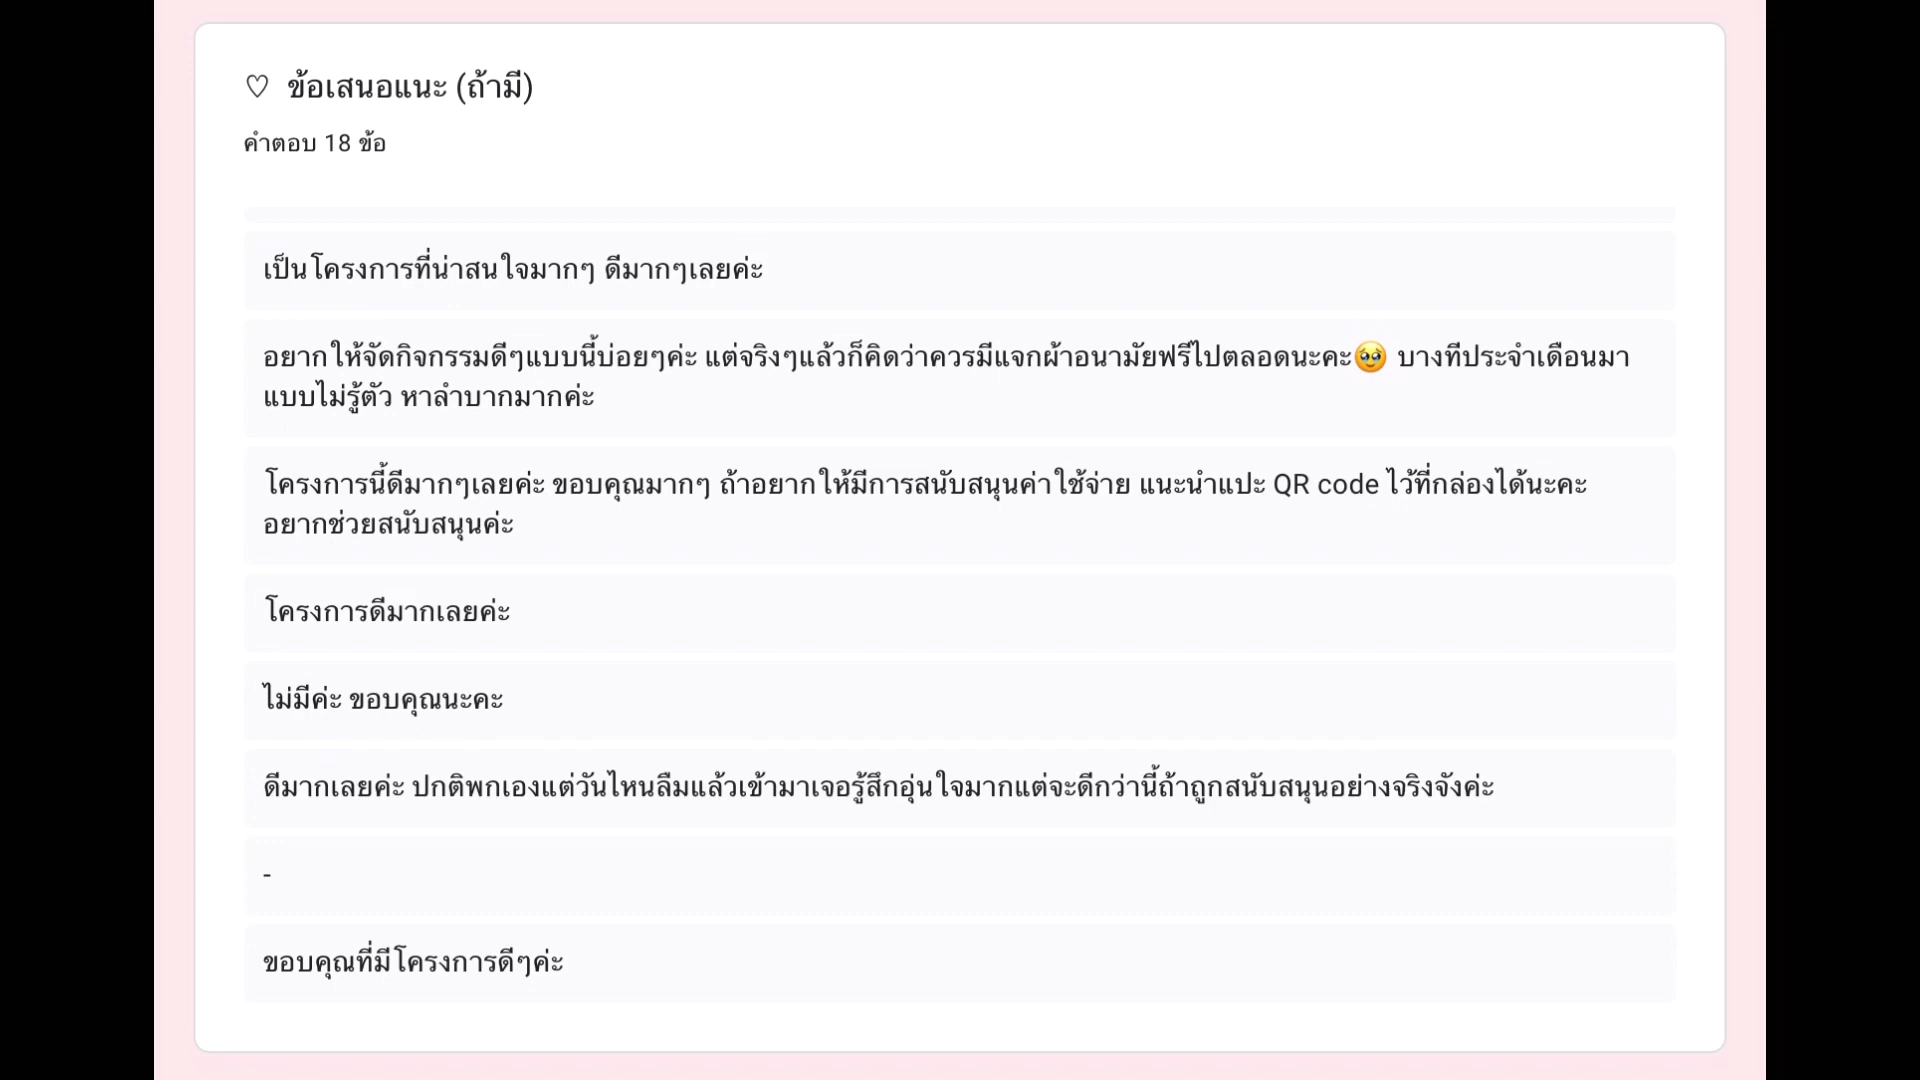 ♡ ข้อเสนอแนะ (ถ้ามี)
คำตอบ 18 ข้อ
เป็นโครงการที่น่าสนใจมากๆ ดีมากๆเลยค่ะ
อยากให้จัดกิจกรรมดีๆแบบนี้บ่อยๆค่ะ แต่จริงๆแล้วก็คิดว่าควรมีแจกผ้าอนามัยฟรีไปตลอดนะคะ🥹 บางทีประจำเดือนมา
แบบไม่รู้ตัว หาลำบากมากค่ะ
โครงการนี้ดีมากๆเลยค่ะ ขอบคุณมากๆ ถ้าอยากให้มีการสนับสนุนค่าใช้จ่าย แนะนำแปะ QR code ไว้ที่กล่องได้นะคะ
อยากช่วยสนับสนุนค่ะ
โครงการดีมากเลยค่ะ
ไม่มีค่ะ ขอบคุณนะคะ
ดีมากเลยค่ะ ปกติพกเองแต่วันไหนลืมแล้วเข้ามาเจอรู้สึกอุ่นใจมากแต่จะดีกว่านี้ถ้าถูกสนับสนุนอย่างจริงจังค่ะ
-
ขอบคุณที่มีโครงการดีๆค่ะ